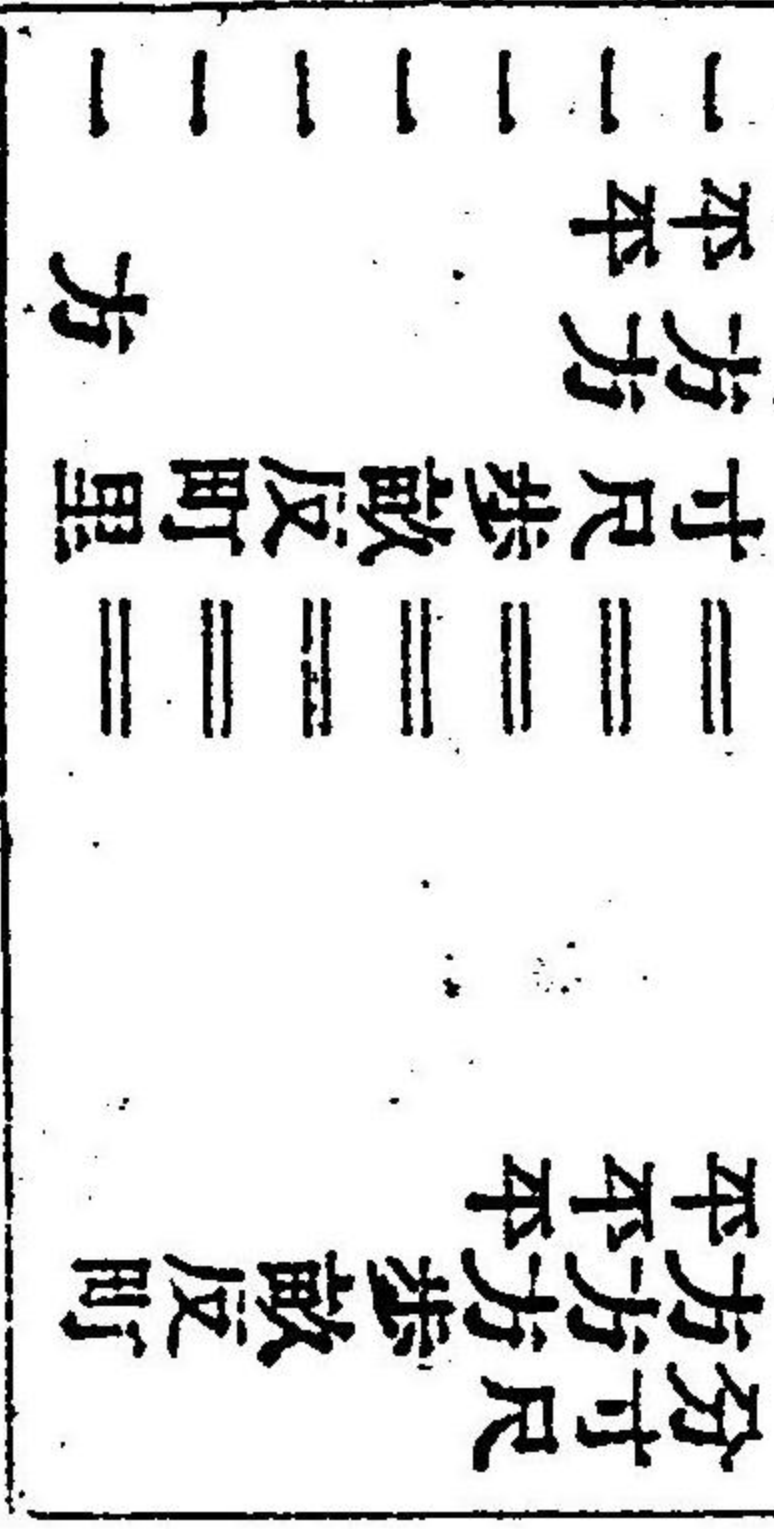 一平方寸＝　平方分
一平方尺＝　平方寸
一歩＝　平方尺
一畝＝　歩
一反＝　畝
一町＝　反
一方里＝　町